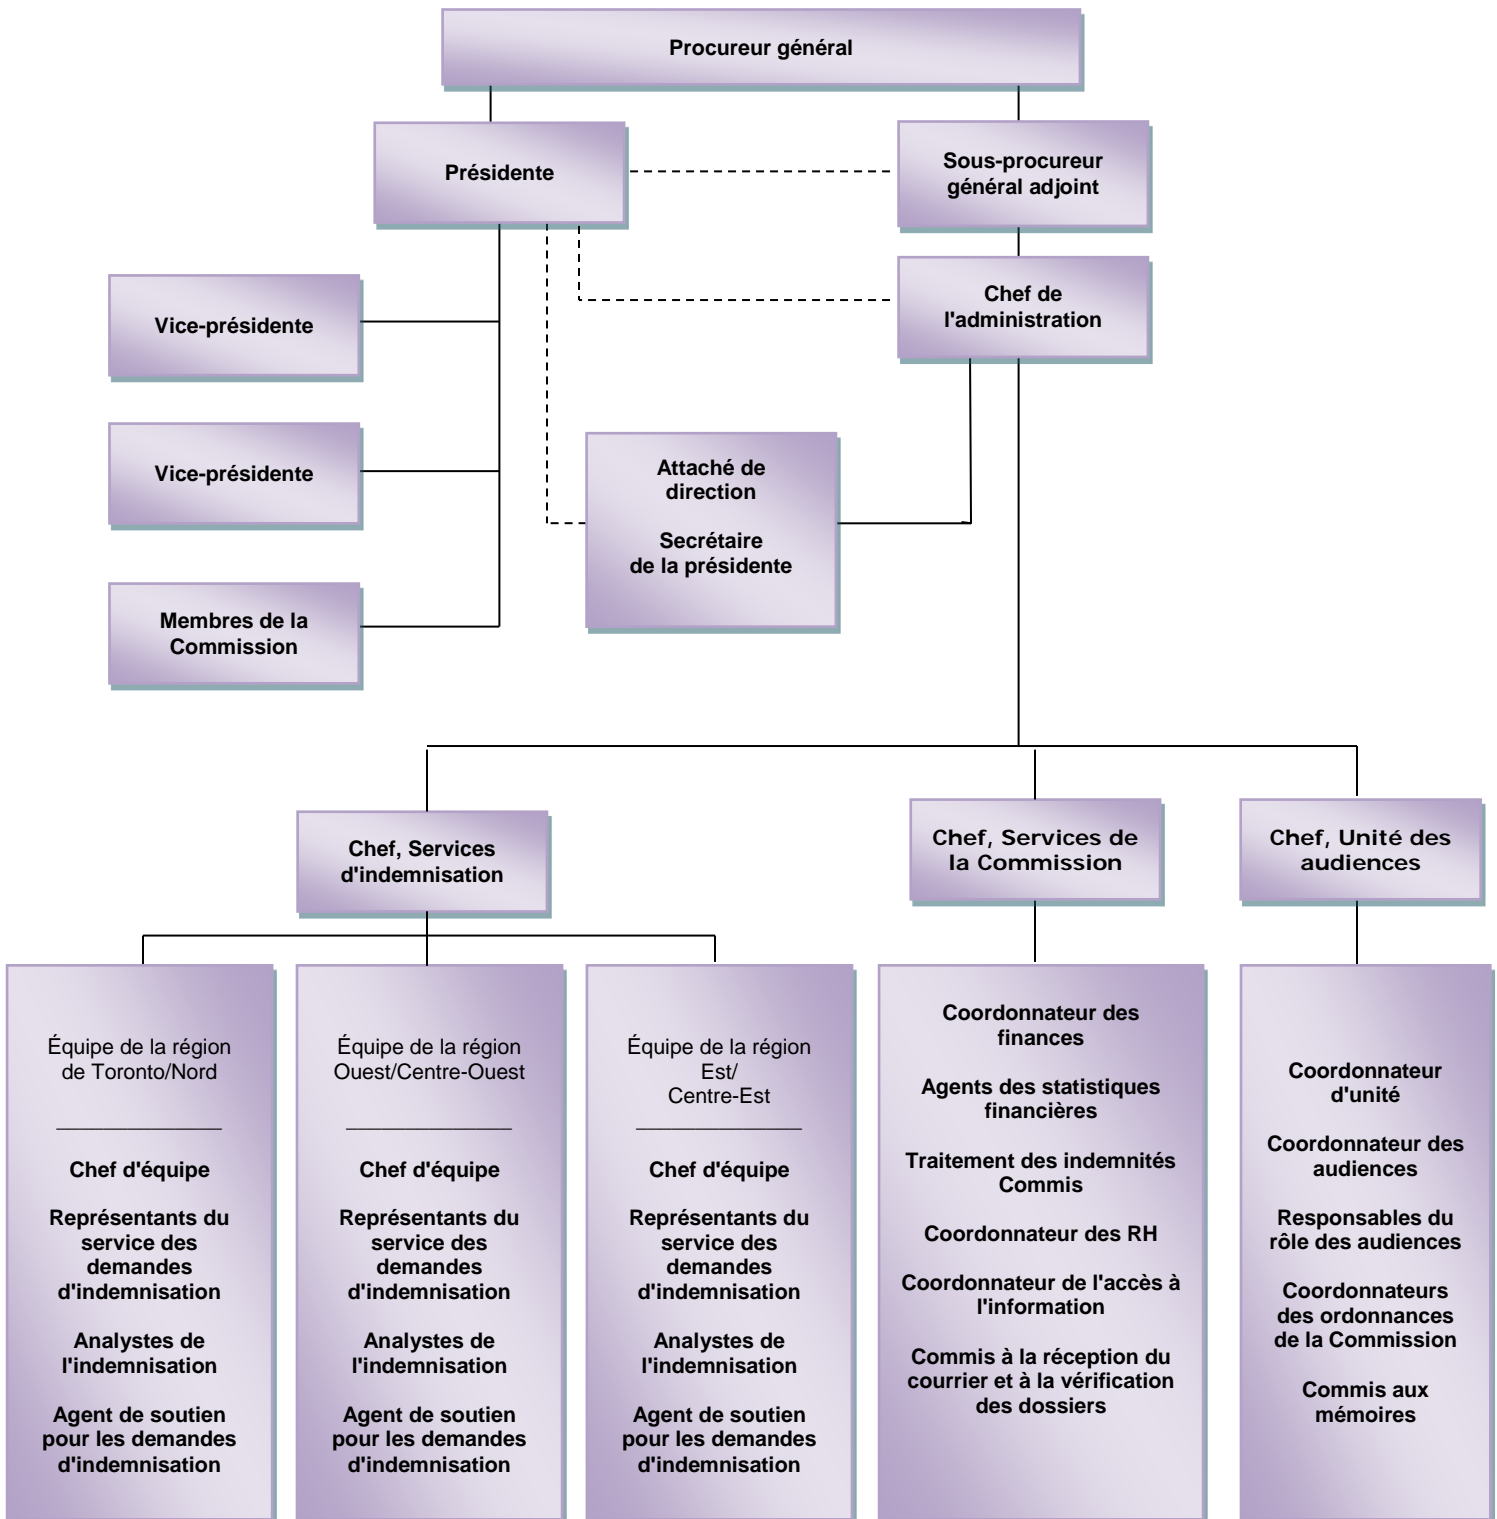 Procureur général
Présidente
Sous-procureur
général adjoint
Chef de
l'administration
Vice-présidente
Vice-présidente
Attaché de
direction
Secrétaire
de la présidente
Membres de la
Commission
Chef, Services
d'indemnisation
Chef, Services de
la Commission
Chef, Unité des
audiences
Équipe de la région
de Toronto/Nord
_______________
Chef d'équipe
Représentants du
service des
demandes
d'indemnisation
Analystes de
l'indemnisation
Agent de soutien
pour les demandes
d'indemnisation
Équipe de la région
Ouest/Centre-Ouest
_______________
Chef d'équipe
Représentants du
service des
demandes
d'indemnisation
Analystes de
l'indemnisation
Agent de soutien
pour les demandes
d'indemnisation
Équipe de la région
Est/
Centre-Est
_______________
Chef d'équipe
Représentants du
service des
demandes
d'indemnisation
Analystes de
l'indemnisation
Agent de soutien
pour les demandes
d'indemnisation
Coordonnateur des
finances
Agents des statistiques
financières
Traitement des indemnités
Commis
Coordonnateur des RH
Coordonnateur de l'accès à
l'information
Commis à la réception du
courrier et à la vérification
des dossiers
Coordonnateur
d'unité
Coordonnateur des
audiences
Responsables du
rôle des audiences
Coordonnateurs
des ordonnances
de la Commission
Commis aux
mémoires